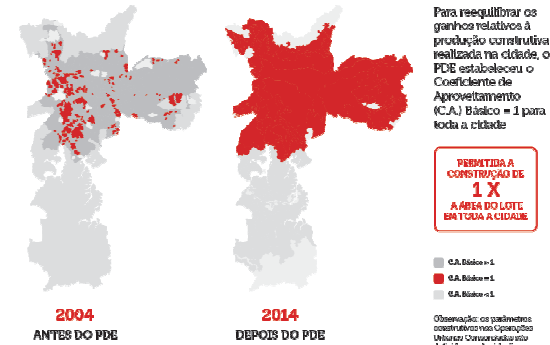 Para reequilibrar os
ganhos relativos à
produção construtiva
realizada na cidade, o
PDE estabeleceu o
Coeficiente de
Aproveitamento
(C.A.) Básico = 1 para
toda a cidade
PERMITIDA A
CONSTRUÇÃO DE
1 X
A ÁREA DO LOTE
EM TODA A CIDADE
C.A. Básico > 1
C.A. Básico = 1
C.A. Básico < 1
2004
ANTES DO PDE
2014
DEPOIS DO PDE
Observação: os parâmetros
construtivos nas Operações
Urbanas Consorciadas são